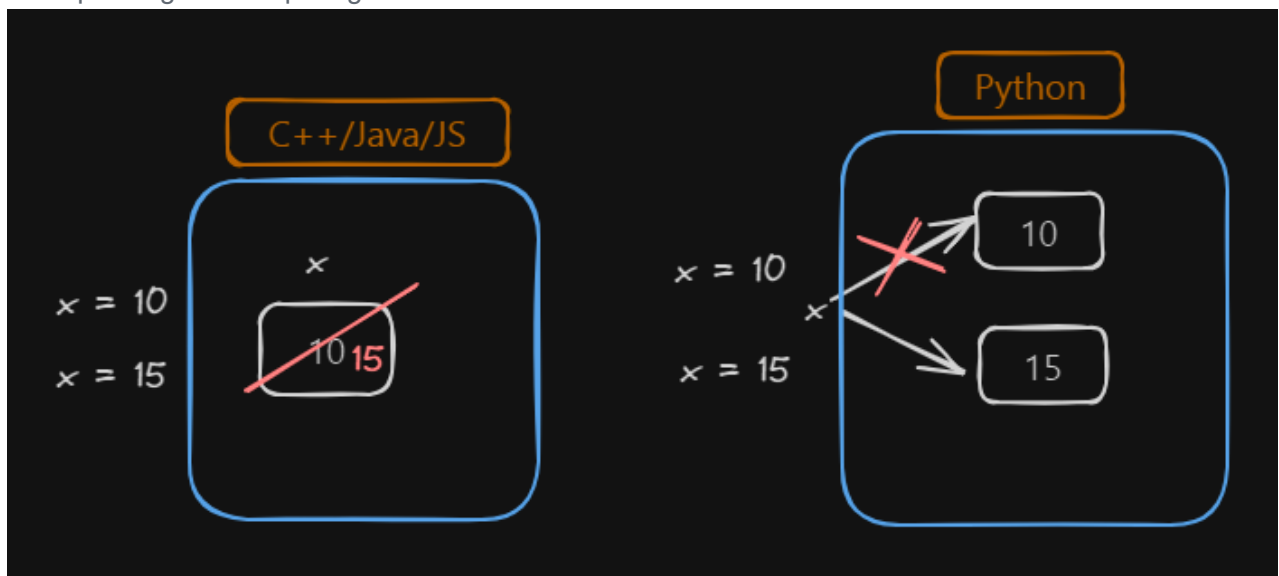 C++/Java/JS
x
x = 10
10 15
x = 15
Python
10
x = 10
x
x = 15
15